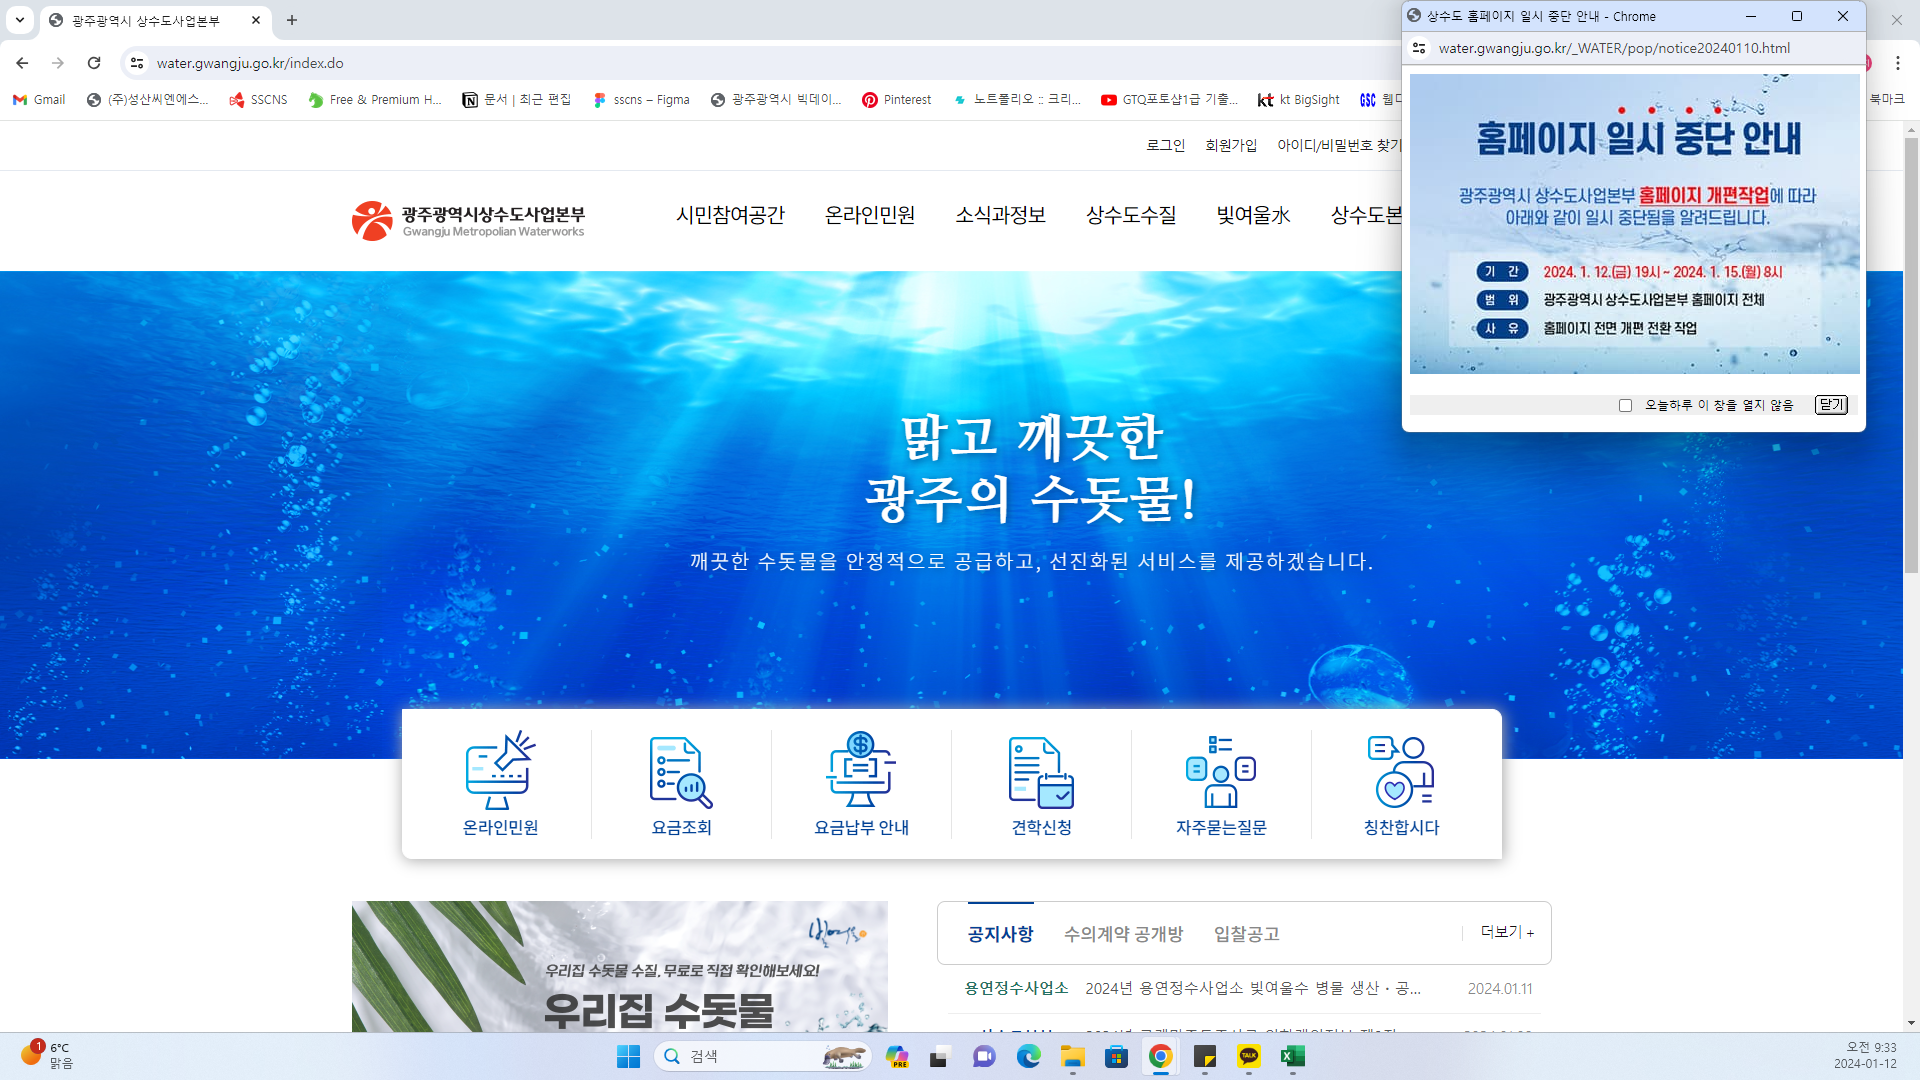 광주광역시 상수도사업본부
water.gwangju.go.kr/index.do
Gmail
(주)성산씨엔에스...
SSCNS
Free & Premium H...
문서 | 최근 편집
sscns – Figma
광주광역시 빅데이...
Pinterest
노트폴리오 :: 크리...
GTQ포토샵1급 기출...
kt BigSight
북마크
상수도 홈페이지 일시 중단 안내 - Chrome
water.gwangju.go.kr/_WATER/pop/notice20240110.html
홈페이지 일시 중단 안내
광주광역시 상수도사업본부 홈페이지 개편작업에 따라
아래와 같이 일시 중단됨을 알려드립니다.
기 간 2024. 1. 12.(금) 19시 ~ 2024. 1. 15.(월) 8시
범 위 광주광역시 상수도사업본부 홈페이지 전체
사 유 홈페이지 전면 개편 전환 작업
오늘하루 이 창을 열지 않음 닫기
로그인 회원가입 아이디/비밀번호 찾기
광주광역시상수도사업본부
Gwangju Metropolian Waterworks
시민참여공간 온라인민원 소식과정보 상수도수질 빛여울水 상수도본
맑고 깨끗한
광주의 수돗물!
깨끗한 수돗물을 안정적으로 공급하고, 선진화된 서비스를 제공하겠습니다.
온라인민원 요금조회 요금납부 안내 견학신청 자주묻는질문 칭찬합시다
우리집 수돗물 수질, 무료로 직접 확인해보세요!
우리집 수돗물
공지사항 수의계약 공개방 입찰공고 더보기 +
용연정수사업소 2024년 용연정수사업소 빛여울수 병물 생산・공... 2024.01.11
1
6°C
맑음
검색
PRE
TALK
오전 9:33
2024-01-12